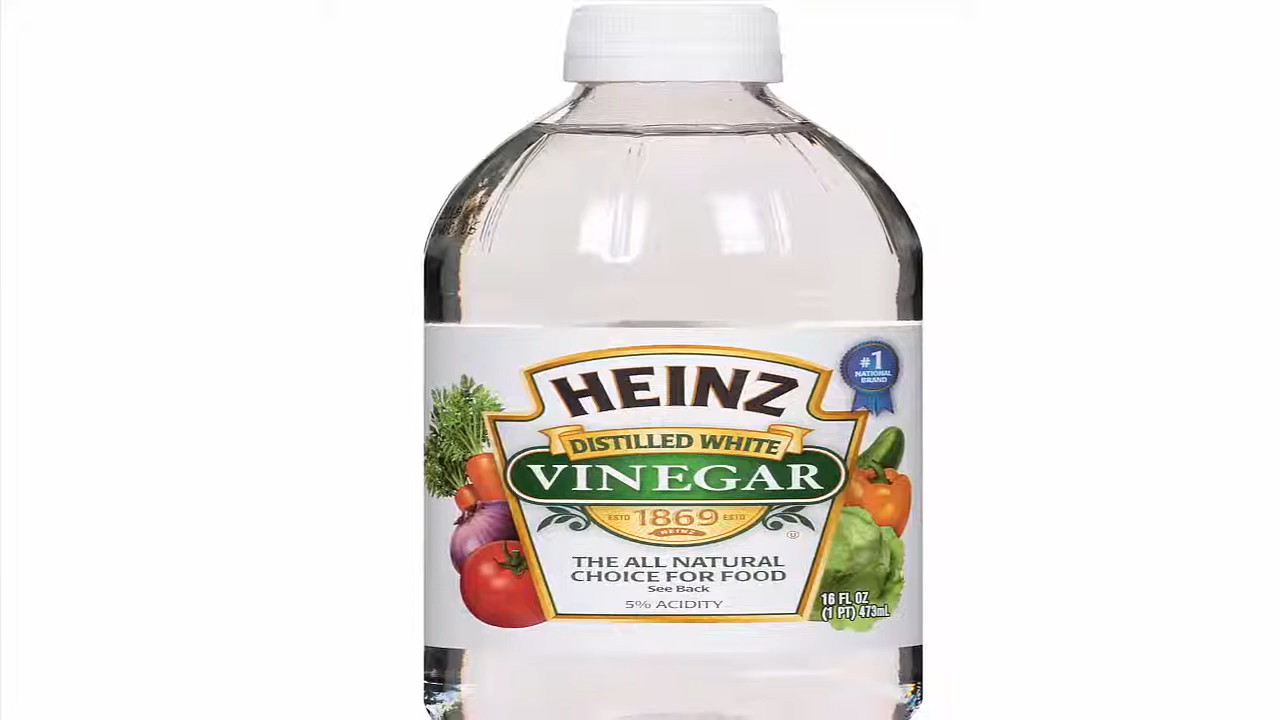 HEINZ
#1
NATIONAL
BRAND
DISTILLED WHITE
VINEGAR
ESTD 1869 ESTD
HEINZ
THE ALL NATURAL
CHOICE FOR FOOD
See Back
5% ACIDITY
16 FL OZ
(1 PT) 473mL